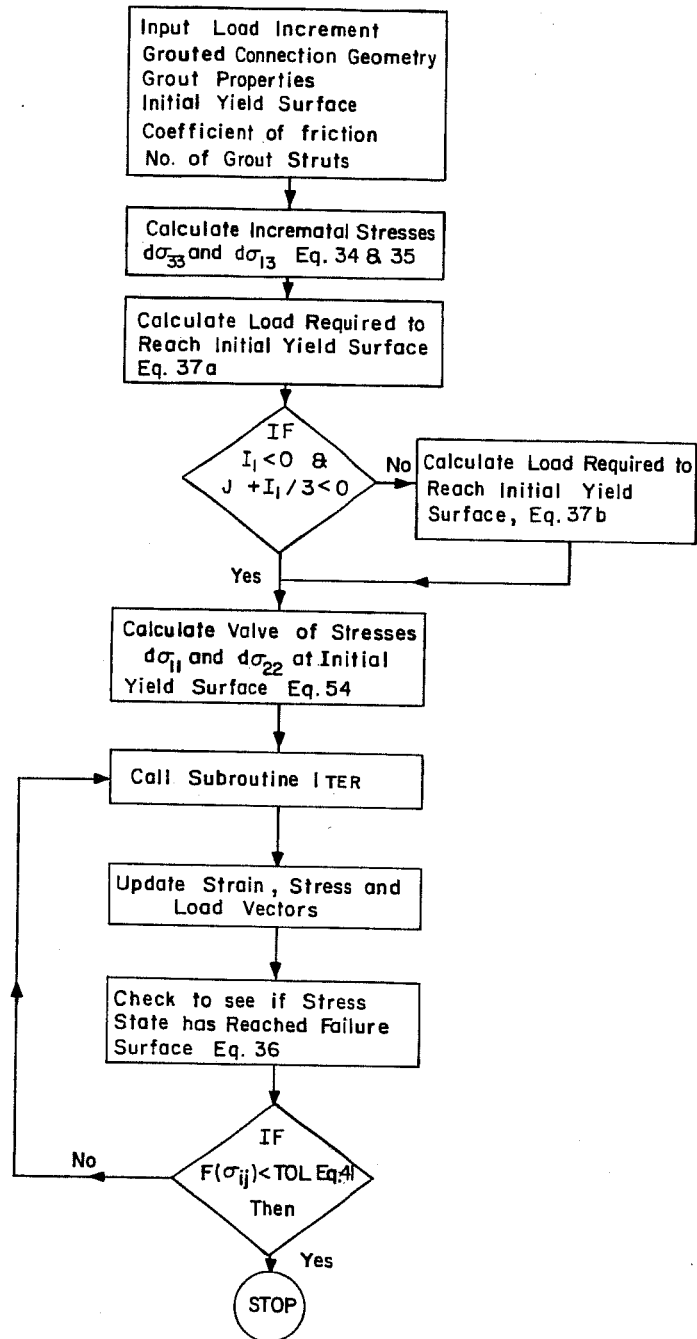 Input Load Increment
Grouted Connection Geometry
Grout Properties
Initial Yield Surface
Coefficient of friction
No. of Grout Struts
Calculate Incrematal Stresses
dσ33 and dσ13 Eq. 34 & 35
Calculate Load Required to
Reach Initial Yield Surface
Eq. 37a
IF
I1<0 &
J +I1/3<0
No
Calculate Load Required to
Reach Initial Yield
Surface, Eq. 37b
Yes
Calculate Valve of Stresses
dσ11 and dσ22 at Initial
Yield Surface Eq. 54
Call Subroutine ITER
Update Strain, Stress and
Load Vectors
Check to see if Stress
State has Reached Failure
Surface Eq. 36
IF
F(σij)<TOL Eq.41
Then
No
Yes
STOP